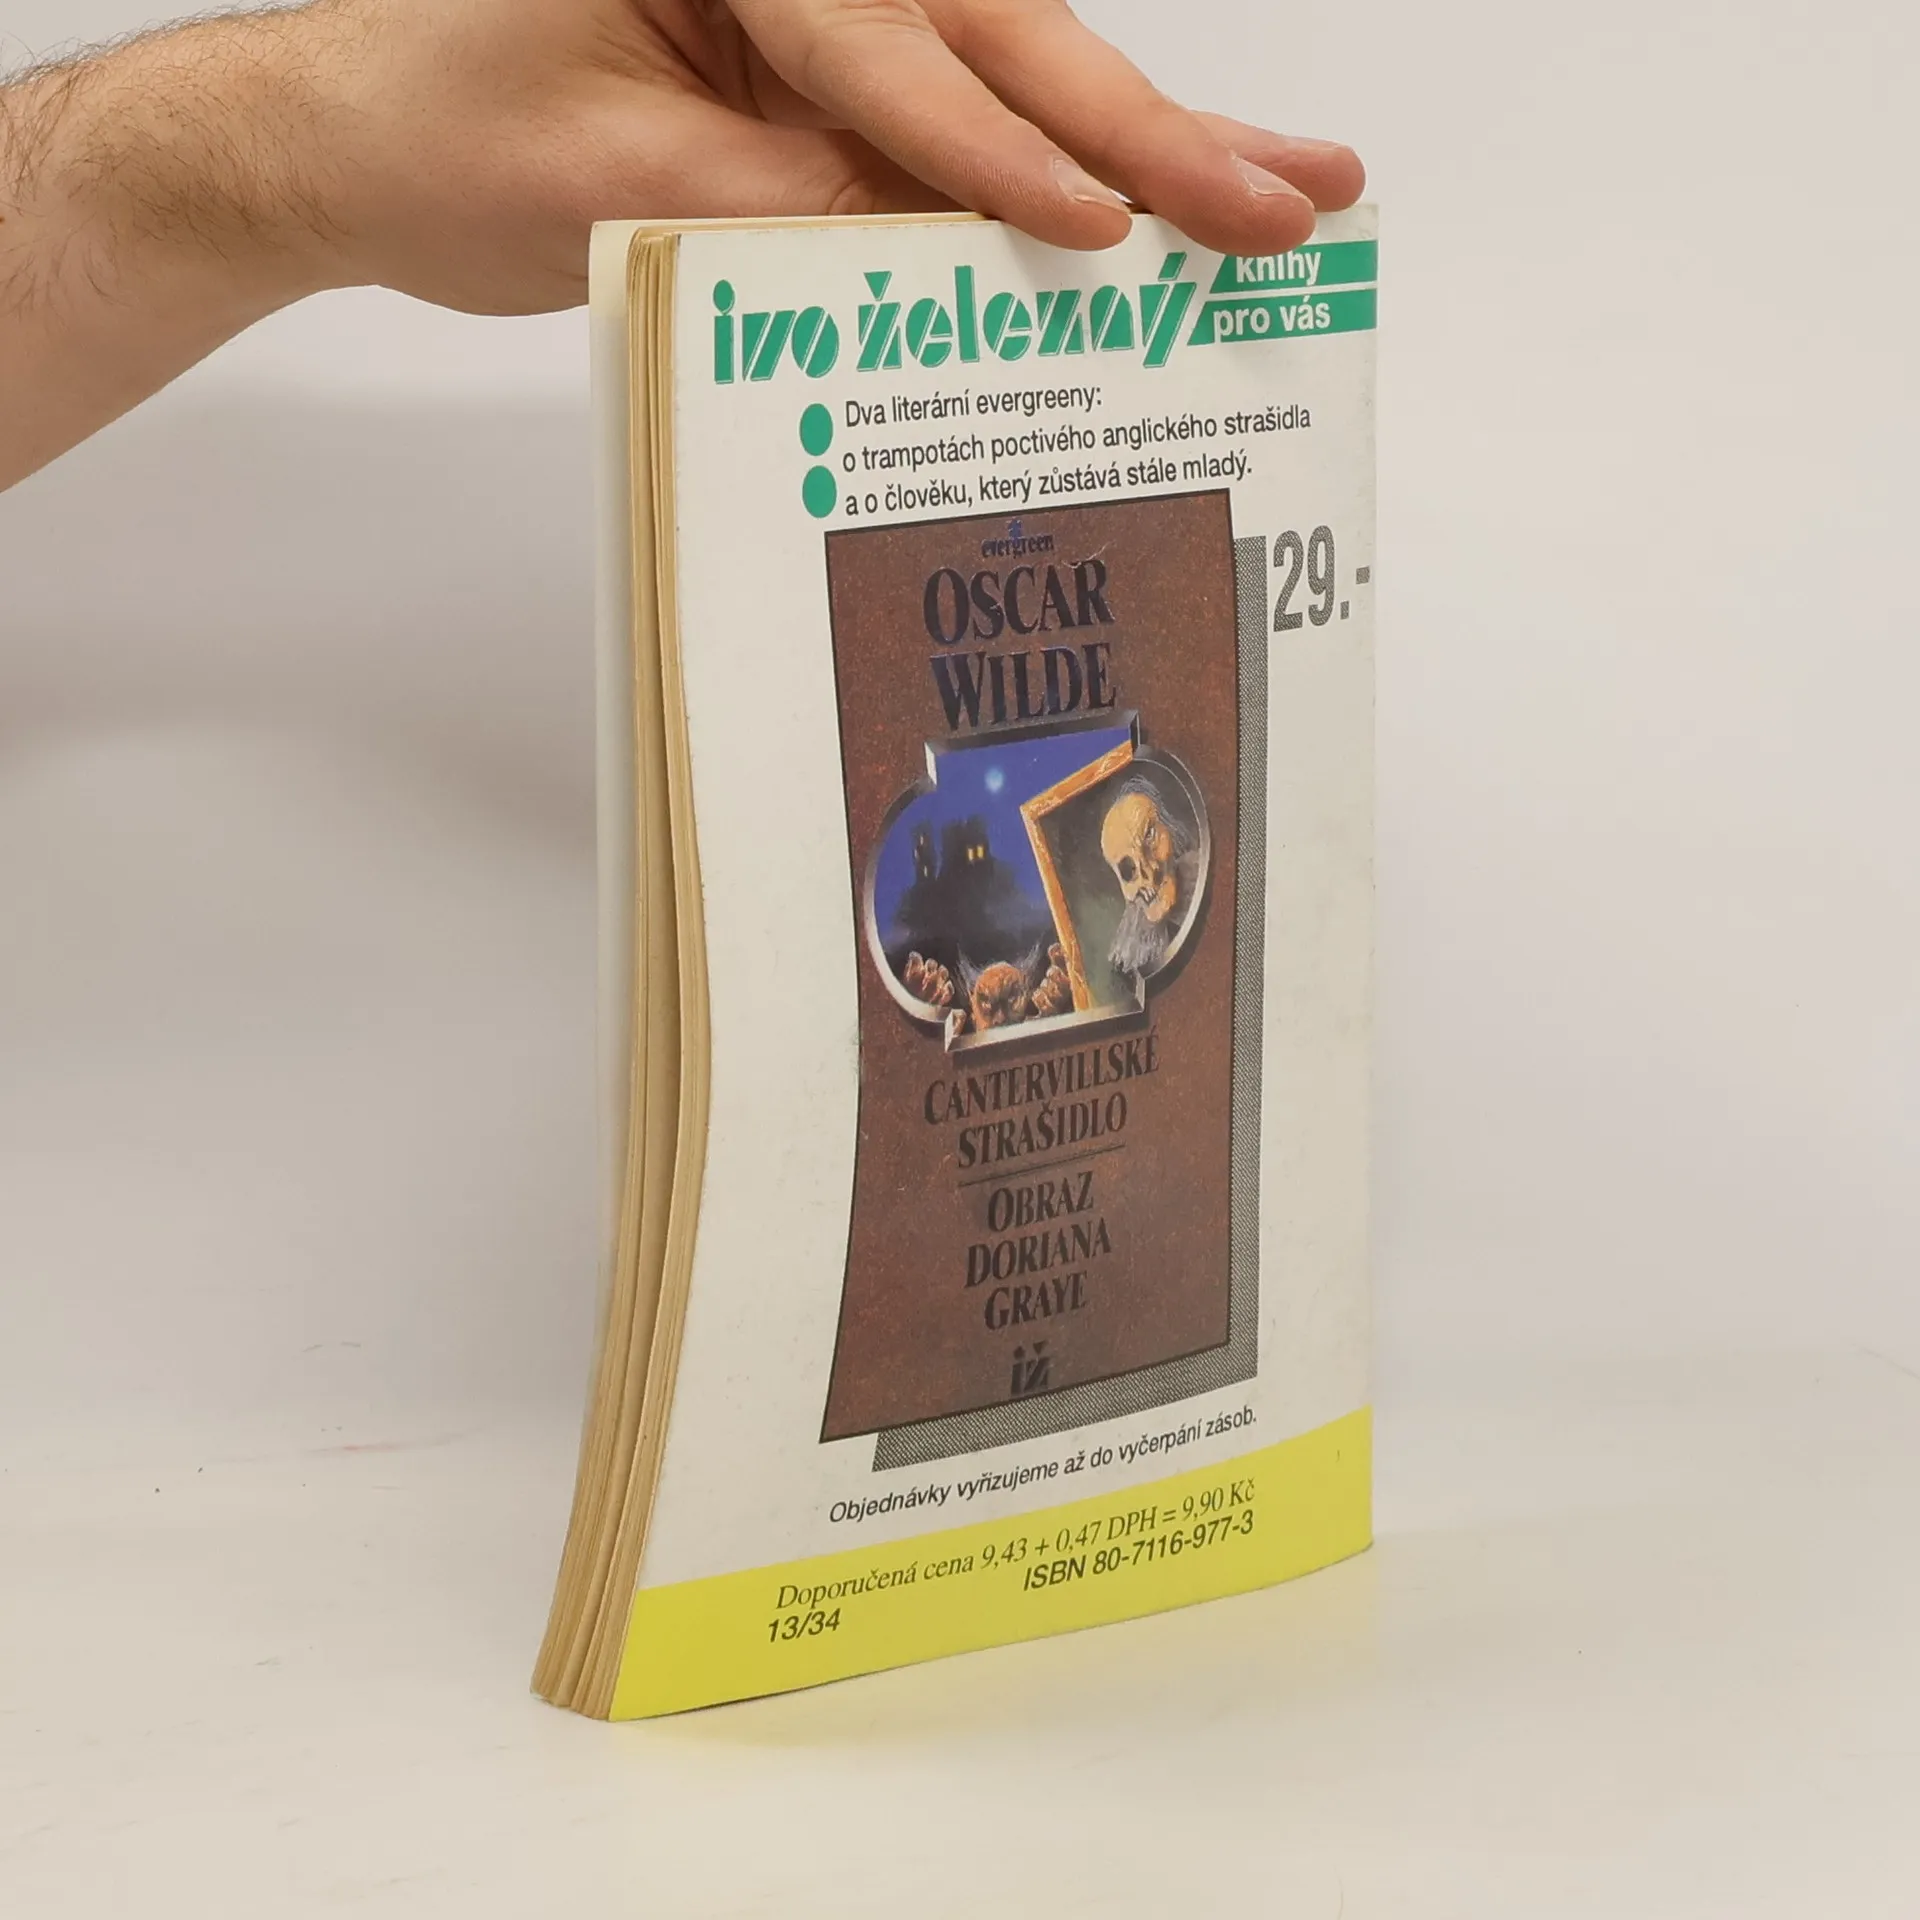 ivo železný
knihy
pro vás
Dva literární evergreeny:
o trampotách poctivého anglického strašidla
a o člověku, který zůstává stále mladý.
29.-
evergreen
OSCAR
WILDE
CANTERVILLSKÉ
STRAŠIDLO
OBRAZ
DORIANA
GRAYE
iž
Objednávky vyřizujeme až do vyčerpání zásob.
Doporučená cena 9,43 + 0,47 DPH = 9,90 Kč
ISBN 80-7116-977-3
13/34